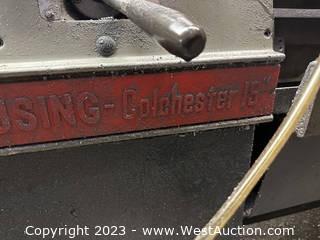 USING-Colchester 15"
Copyright 2023 - www.WestAuction.com